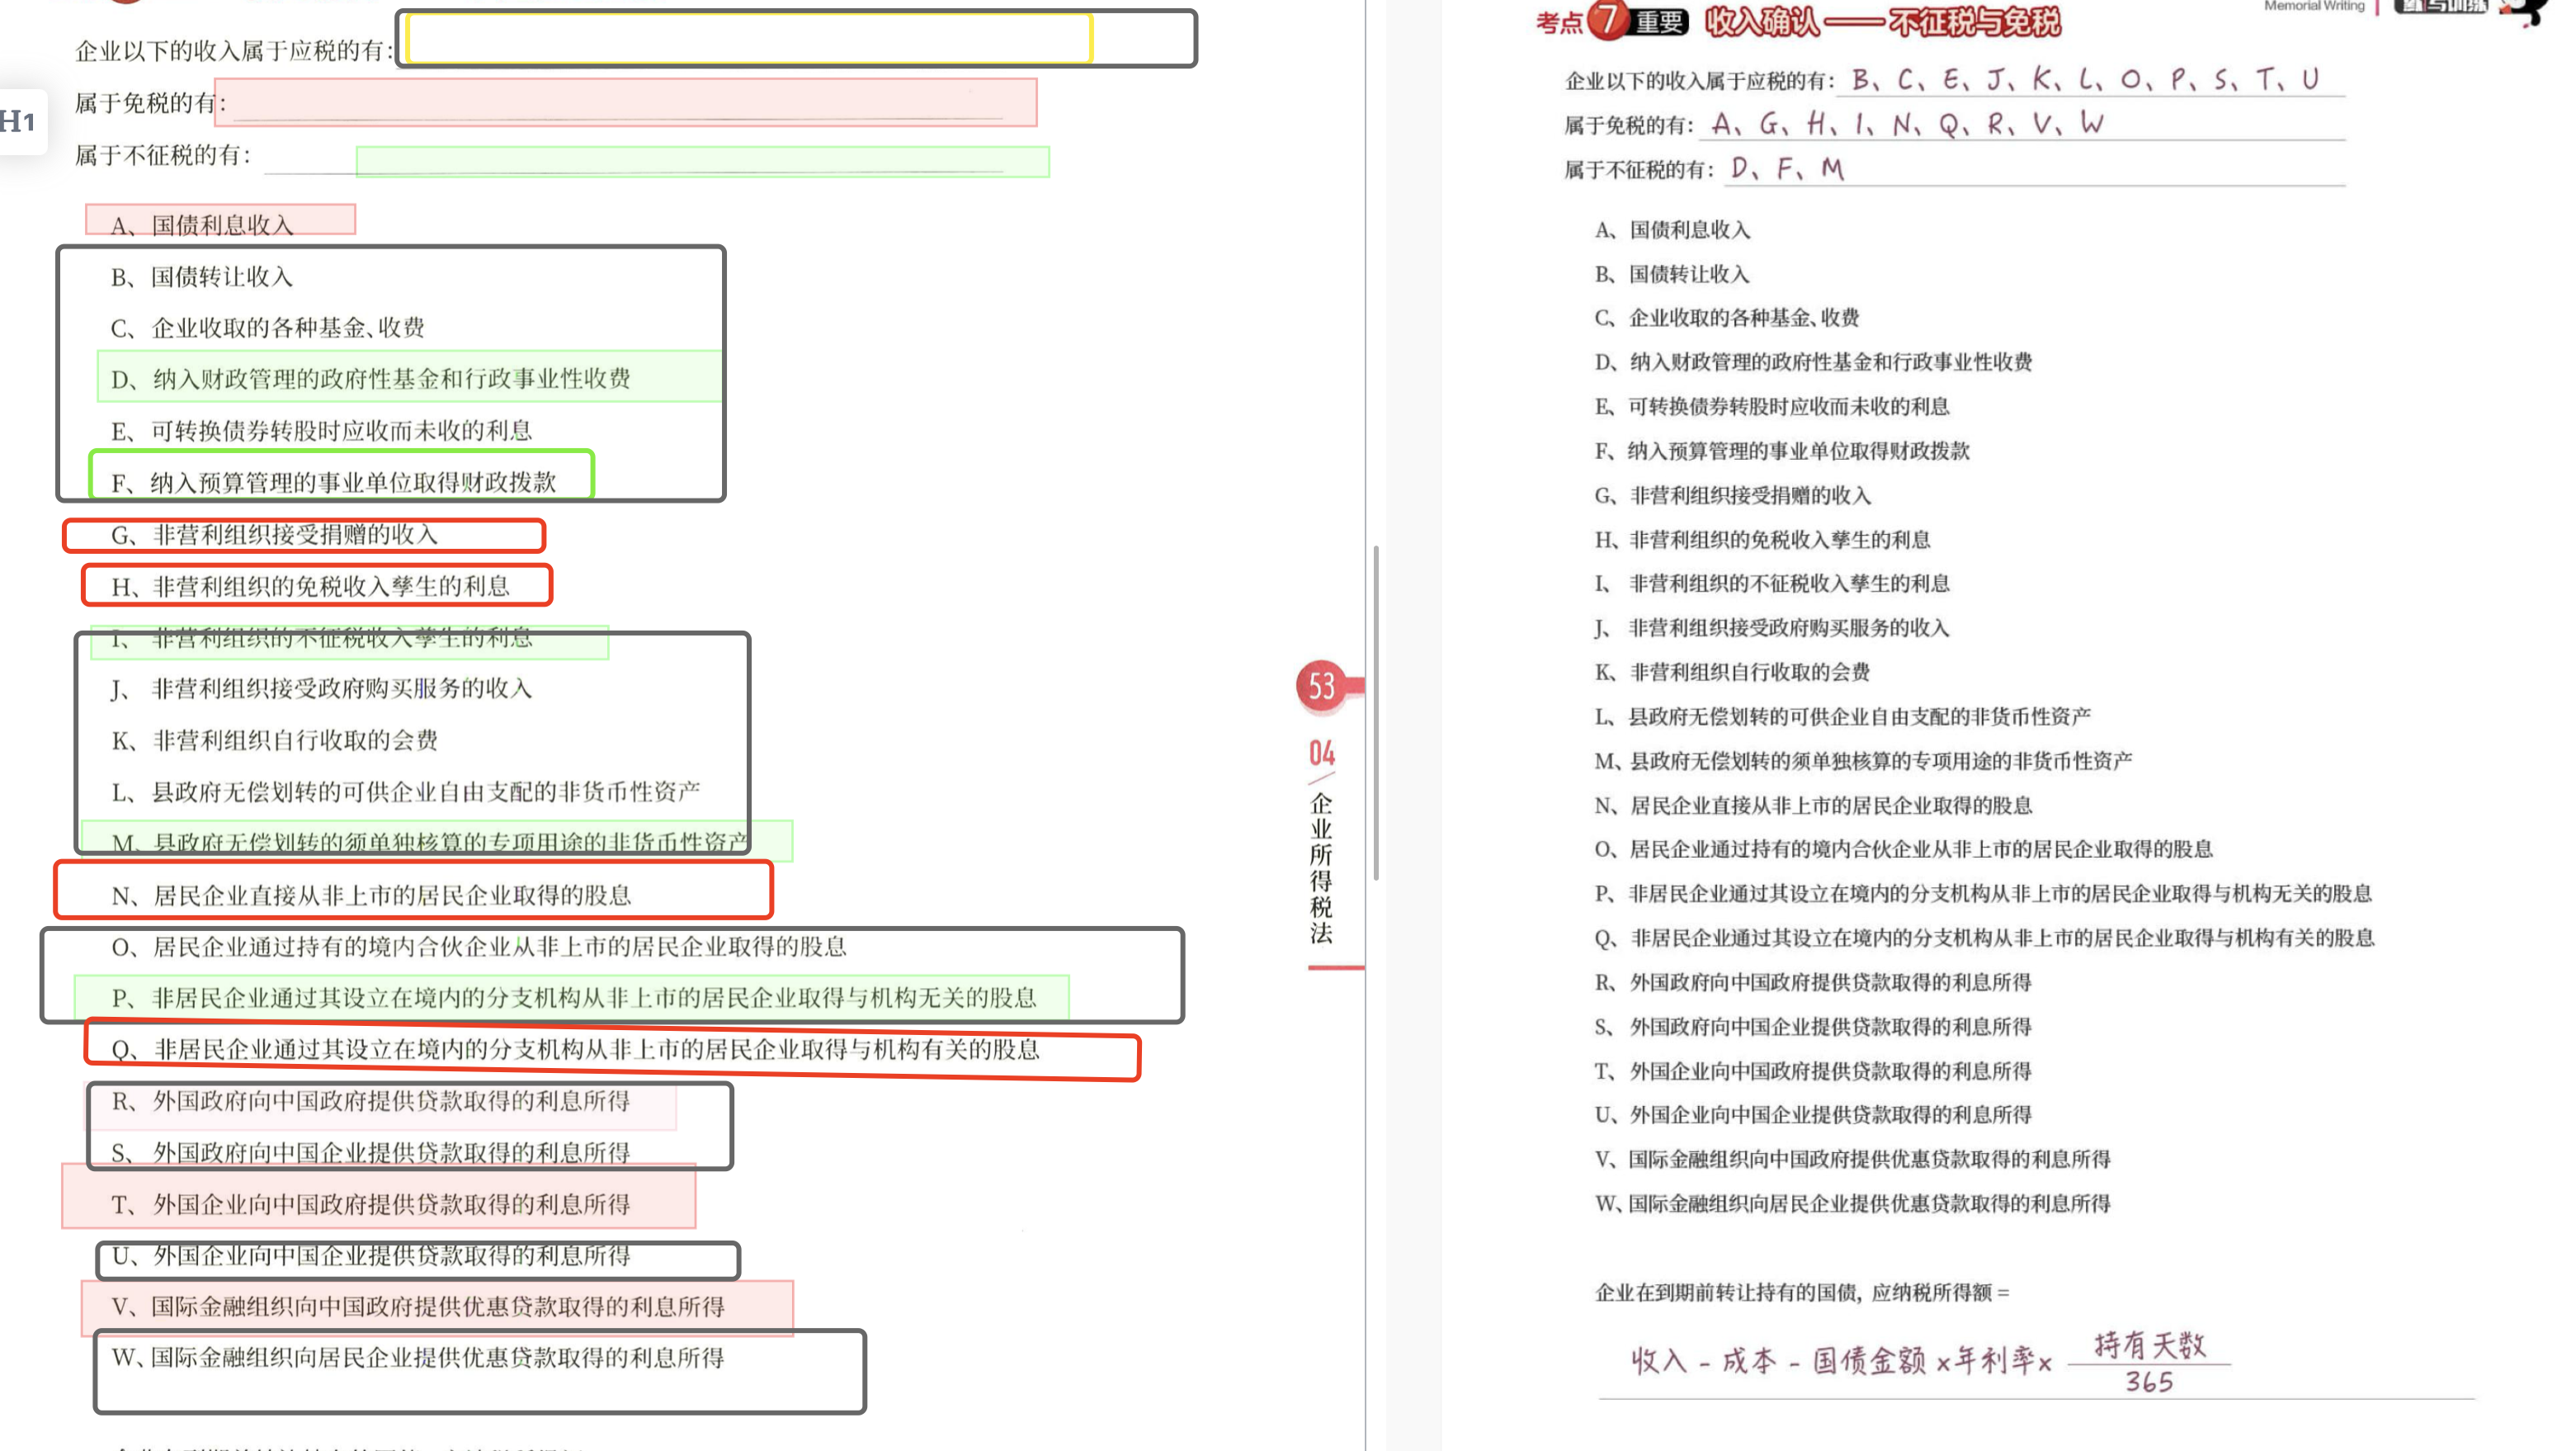 企业以下的收入属于应税的有:
属于免税的有:
属于不征税的有:
H1
A、国债利息收入
B、国债转让收入
C、企业收取的各种基金、收费
D、纳入财政管理的政府性基金和行政事业性收费
E、可转换债券转股时应收而未收的利息
F、纳入预算管理的事业单位取得财政拨款
G、非营利组织接受捐赠的收入
H、非营利组织的免税收入孳生的利息
I、非营利组织的不征税收入孳生的利息
J、非营利组织接受政府购买服务的收入
K、非营利组织自行收取的会费
L、县政府无偿划转的可供企业自由支配的非货币性资产
M、县政府无偿划转的须单独核算的专项用途的非货币性资产
N、居民企业直接从非上市的居民企业取得的股息
O、居民企业通过持有的境内合伙企业从非上市的居民企业取得的股息
P、非居民企业通过其设立在境内的分支机构从非上市的居民企业取得与机构无关的股息
Q、非居民企业通过其设立在境内的分支机构从非上市的居民企业取得与机构有关的股息
R、外国政府向中国政府提供贷款取得的利息所得
S、外国政府向中国企业提供贷款取得的利息所得
T、外国企业向中国政府提供贷款取得的利息所得
U、外国企业向中国企业提供贷款取得的利息所得
V、国际金融组织向中国政府提供优惠贷款取得的利息所得
W、国际金融组织向居民企业提供优惠贷款取得的利息所得
53
04
企业所得税法
Memorial Writing
考点7 重要 收入确认——不征税与免税
企业以下的收入属于应税的有: B、C、E、J、K、L、O、P、S、T、U
属于免税的有: A、G、H、I、N、Q、R、V、W
属于不征税的有: D、F、M
A、国债利息收入
B、国债转让收入
C、企业收取的各种基金、收费
D、纳入财政管理的政府性基金和行政事业性收费
E、可转换债券转股时应收而未收的利息
F、纳入预算管理的事业单位取得财政拨款
G、非营利组织接受捐赠的收入
H、非营利组织的免税收入孳生的利息
I、非营利组织的不征税收入孳生的利息
J、非营利组织接受政府购买服务的收入
K、非营利组织自行收取的会费
L、县政府无偿划转的可供企业自由支配的非货币性资产
M、县政府无偿划转的须单独核算的专项用途的非货币性资产
N、居民企业直接从非上市的居民企业取得的股息
O、居民企业通过持有的境内合伙企业从非上市的居民企业取得的股息
P、非居民企业通过其设立在境内的分支机构从非上市的居民企业取得与机构无关的股息
Q、非居民企业通过其设立在境内的分支机构从非上市的居民企业取得与机构有关的股息
R、外国政府向中国政府提供贷款取得的利息所得
S、外国政府向中国企业提供贷款取得的利息所得
T、外国企业向中国政府提供贷款取得的利息所得
U、外国企业向中国企业提供贷款取得的利息所得
V、国际金融组织向中国政府提供优惠贷款取得的利息所得
W、国际金融组织向居民企业提供优惠贷款取得的利息所得
企业在到期前转让持有的国债, 应纳税所得额 =
收入 - 成本 - 国债金额 x 年利率 x 持有天数
365